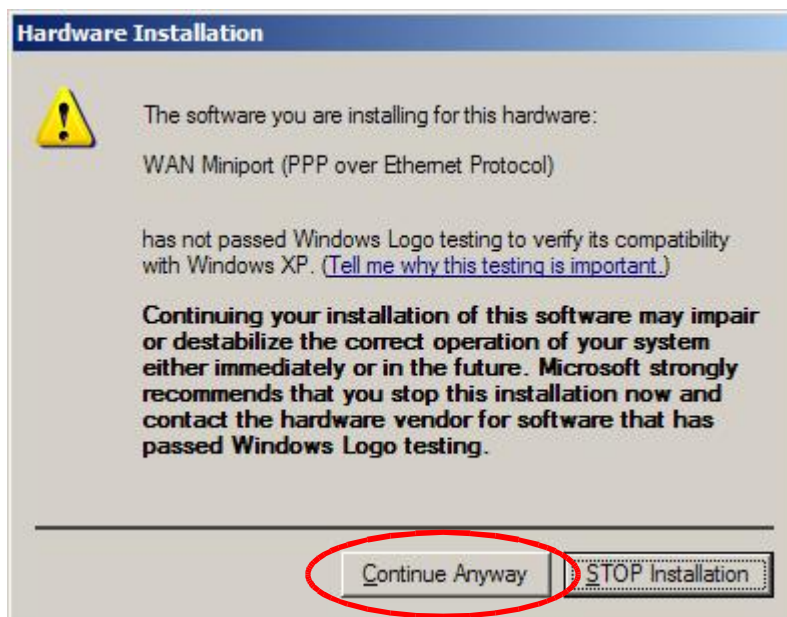 Hardware Installation
The software you are installing for this hardware:
WAN Miniport (PPP over Ethernet Protocol)
has not passed Windows Logo testing to verify its compatibility
with Windows XP. (Tell me why this testing is important.)
Continuing your installation of this software may impair
or destabilize the correct operation of your system
either immediately or in the future. Microsoft strongly
recommends that you stop this installation now and
contact the hardware vendor for software that has
passed Windows Logo testing.
Continue Anyway STOP Installation